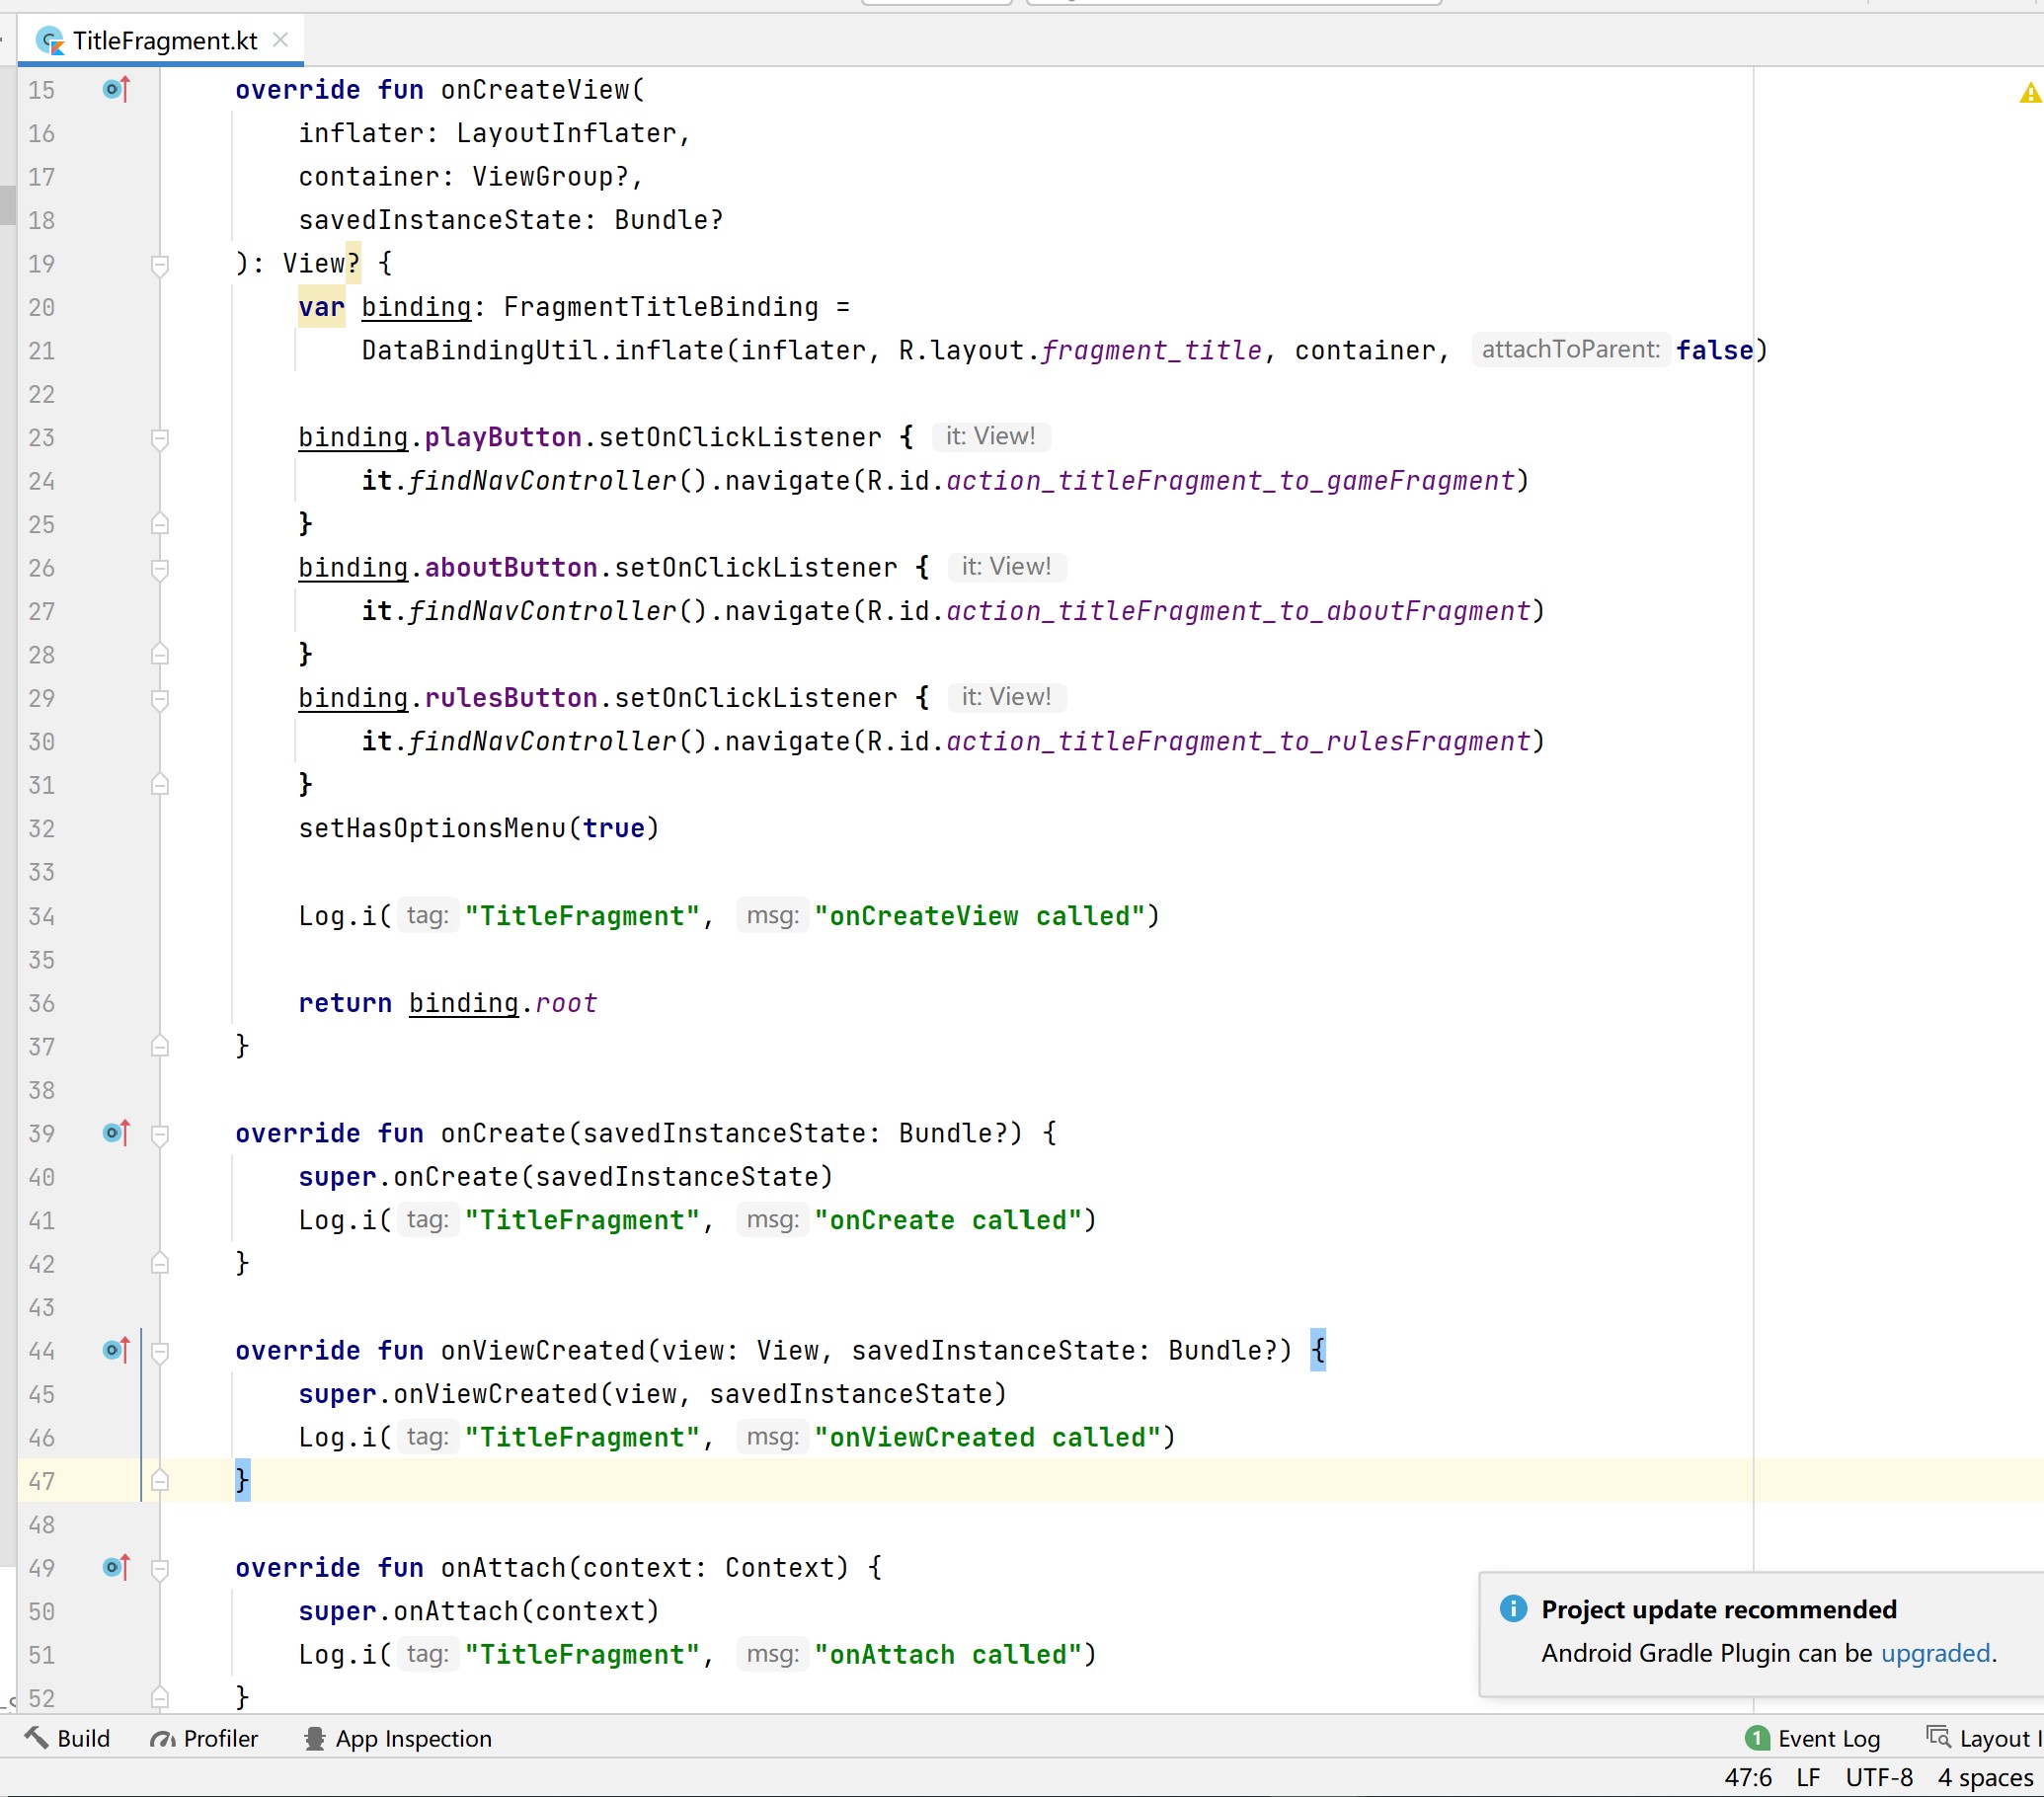 TitleFragment.kt
15 override fun onCreateView(
16 inflater: LayoutInflater,
17 container: ViewGroup?,
18 savedInstanceState: Bundle?
19 ): View? {
20 var binding: FragmentTitleBinding =
21 DataBindingUtil.inflate(inflater, R.layout.fragment_title, container, attachToParent: false)
22
23 binding.playButton.setOnClickListener { it: View!
24 it.findNavController().navigate(R.id.action_titleFragment_to_gameFragment)
25 }
26 binding.aboutButton.setOnClickListener { it: View!
27 it.findNavController().navigate(R.id.action_titleFragment_to_aboutFragment)
28 }
29 binding.rulesButton.setOnClickListener { it: View!
30 it.findNavController().navigate(R.id.action_titleFragment_to_rulesFragment)
31 }
32 setHasOptionsMenu(true)
33
34 Log.i( tag: "TitleFragment", msg: "onCreateView called")
35
36 return binding.root
37 }
38
39 override fun onCreate(savedInstanceState: Bundle?) {
40 super.onCreate(savedInstanceState)
41 Log.i( tag: "TitleFragment", msg: "onCreate called")
42 }
43
44 override fun onViewCreated(view: View, savedInstanceState: Bundle?) {
45 super.onViewCreated(view, savedInstanceState)
46 Log.i( tag: "TitleFragment", msg: "onViewCreated called")
47 }
48
49 override fun onAttach(context: Context) {
50 super.onAttach(context)
51 Log.i( tag: "TitleFragment", msg: "onAttach called")
52 }
Project update recommended
Android Gradle Plugin can be upgraded.
Build Profiler App Inspection 1 Event Log Layout I
47:6 LF UTF-8 4 spaces